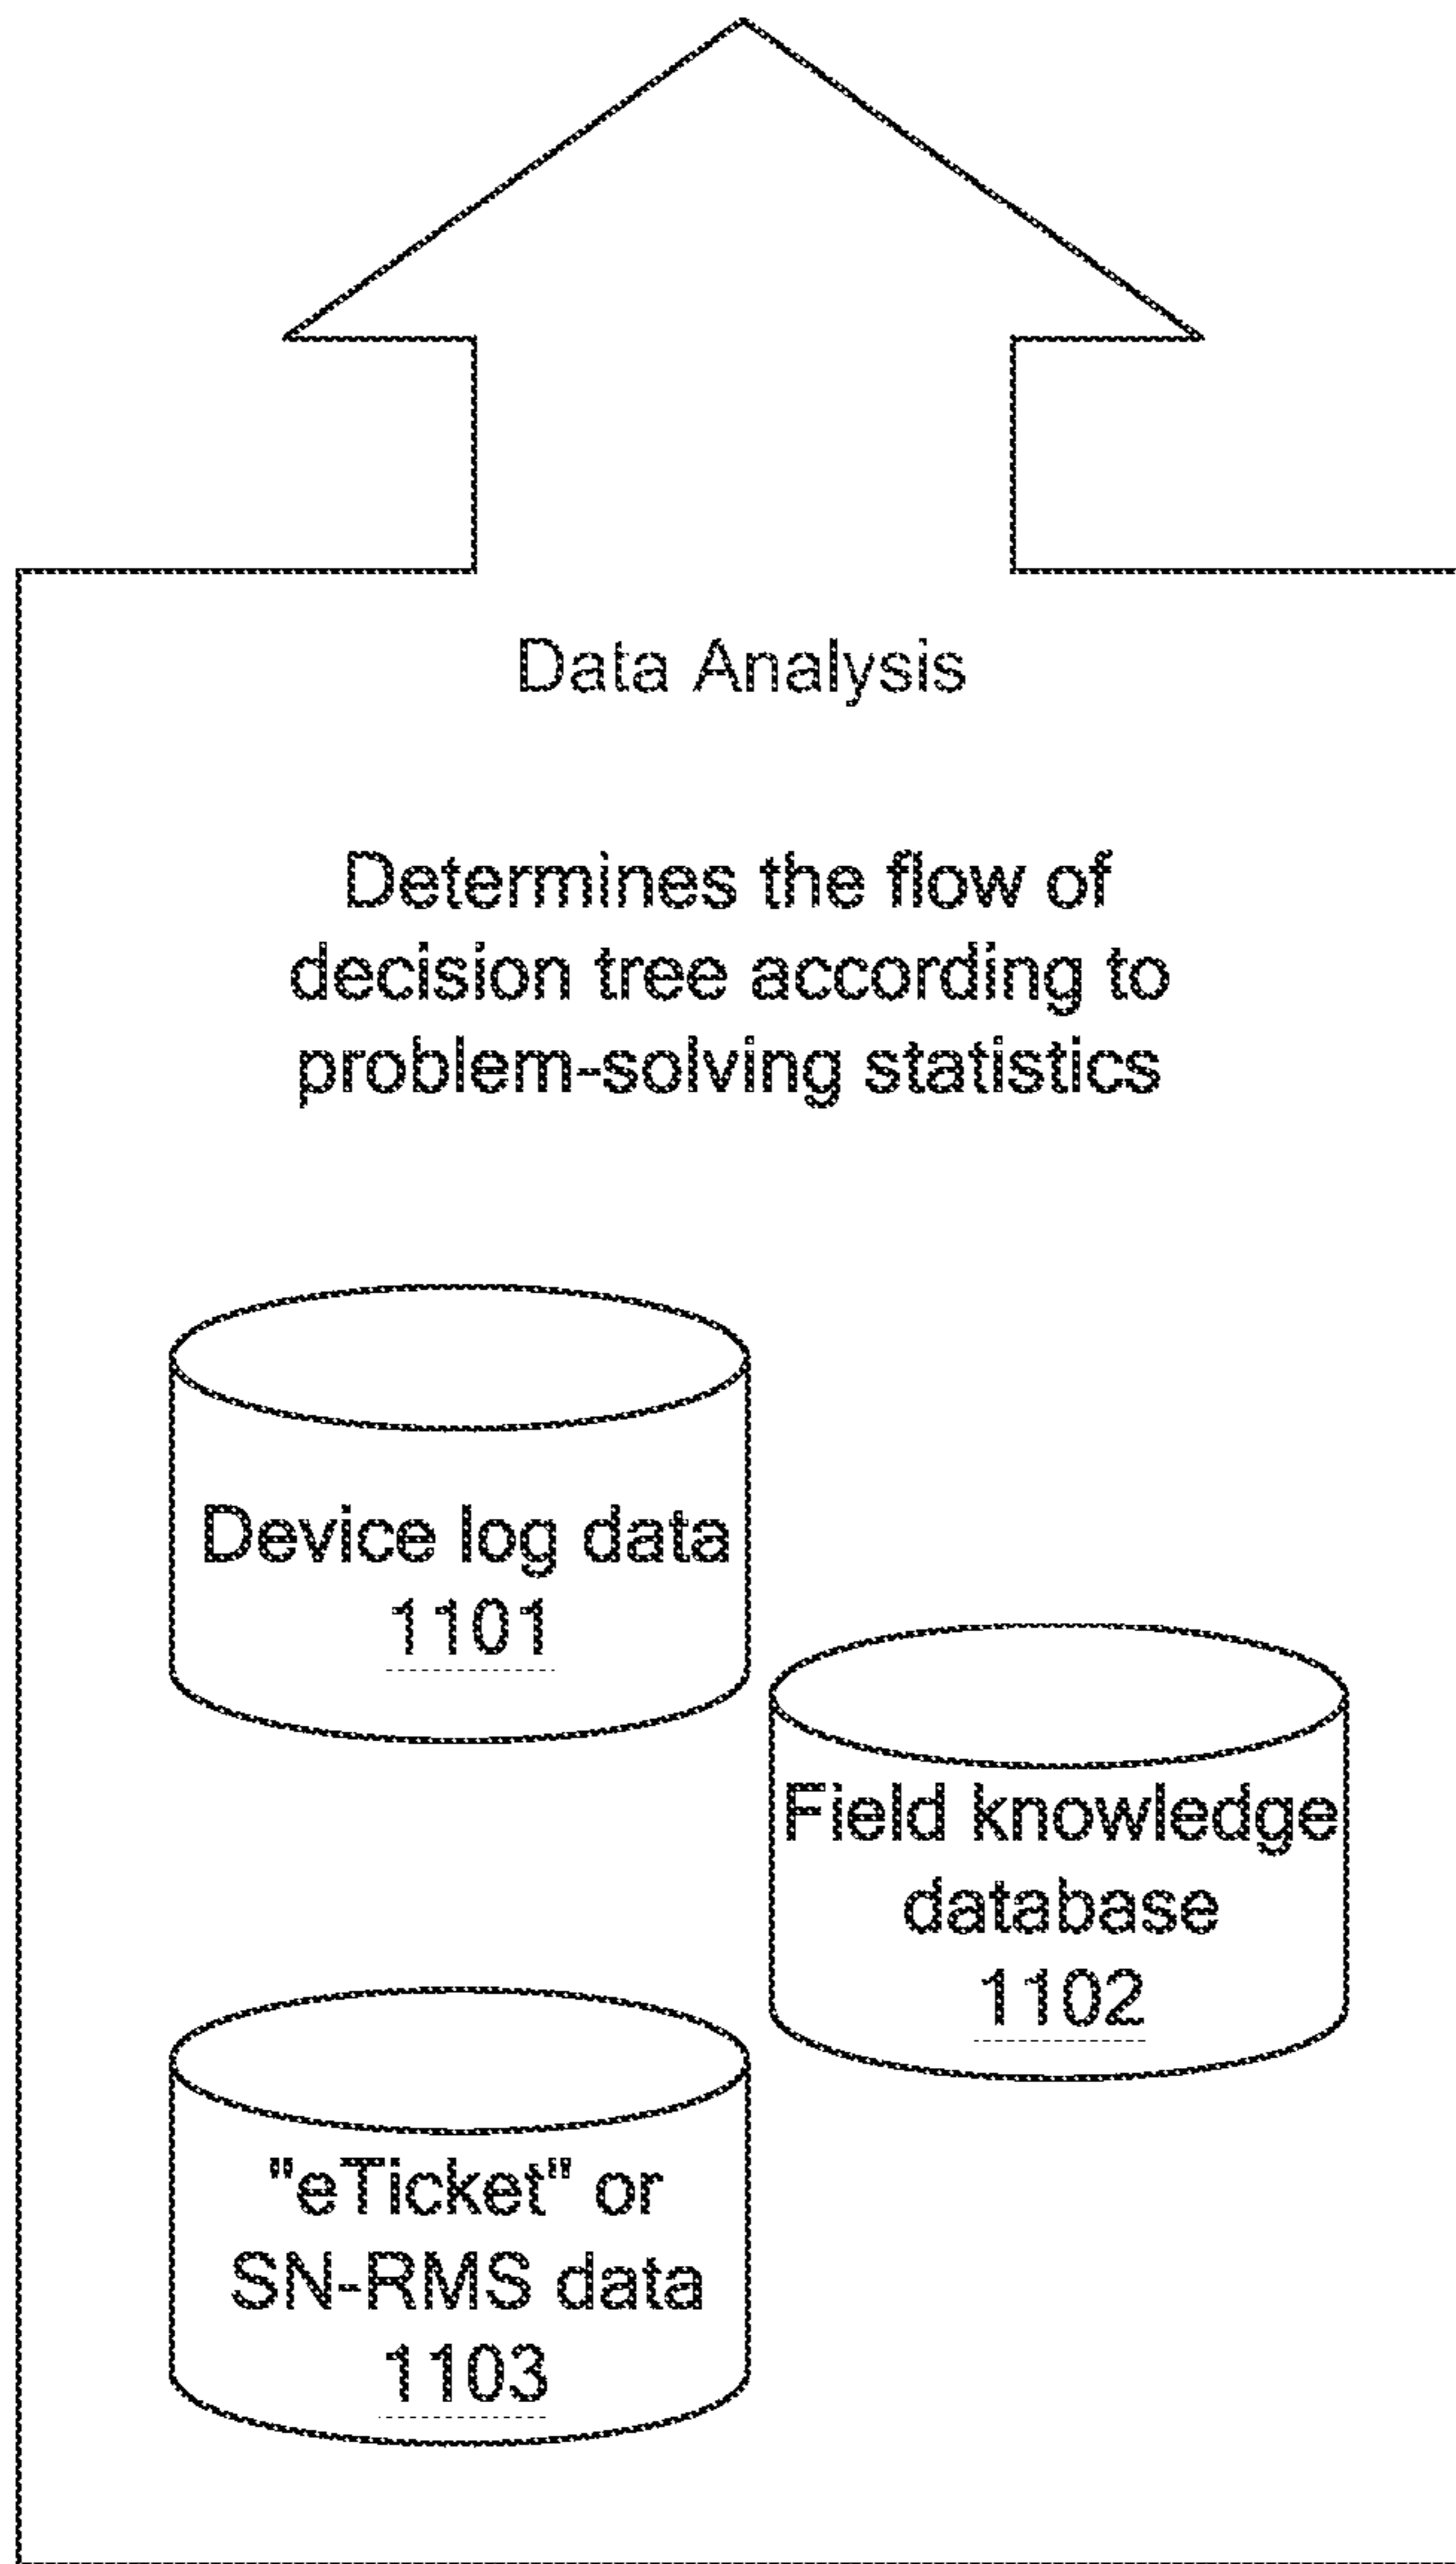 Data Analysis
Determines the flow of
decision tree according to
problem-solving statistics
Device log data
1101
Field knowledge
database
1102
"eTicket" or
SN-RMS data
1103